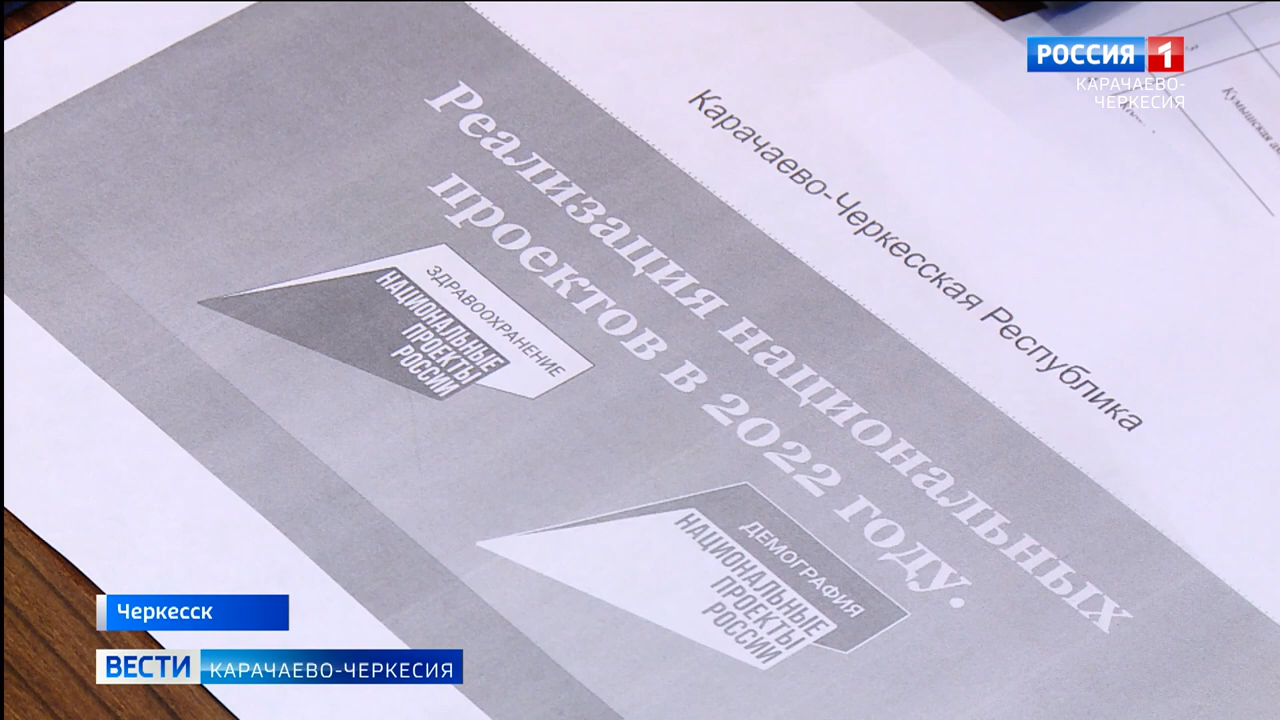 РОССИЯ 1
КАРАЧАЕВО-
ЧЕРКЕСИЯ
Кумышская
Карачаево-Черкесская Республика
Реализация национальных
проектов в 2022 году.
ЗДРАВООХРАНЕНИЕ
НАЦИОНАЛЬНЫЕ
ПРОЕКТЫ
РОССИИ
ДЕМОГРАФИЯ
НАЦИОНАЛЬНЫЕ
ПРОЕКТЫ
РОССИИ
Черкесск
ВЕСТИ КАРАЧАЕВО-ЧЕРКЕСИЯ